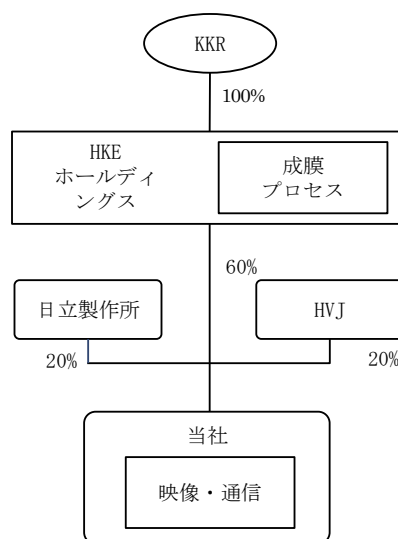 KKR
100%
HKE
ホールディ
ングス
成膜
プロセス
60%
日立製作所
HVJ
20%
20%
当社
映像・通信